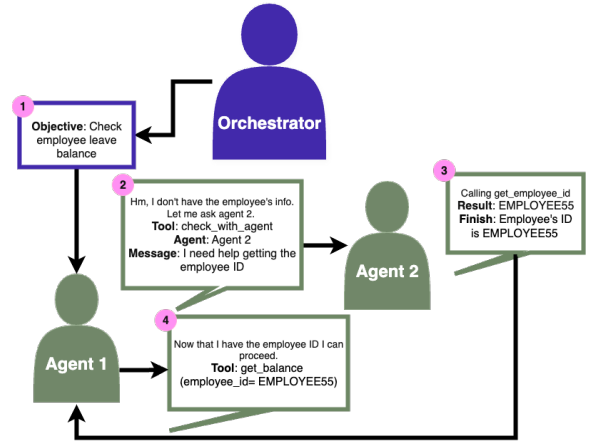 Orchestrator
1
Objective: Check
employee leave
balance
2
Hm, I don't have the employee's info.
Let me ask agent 2.
Tool: check_with_agent
Agent: Agent 2
Message: I need help getting the
employee ID
Agent 2
3
Calling get_employee_id
Result: EMPLOYEE55
Finish: Employee's ID
is EMPLOYEE55
Agent 1
4
Now that I have the employee ID I can
proceed.
Tool: get_balance
(employee_id= EMPLOYEE55)